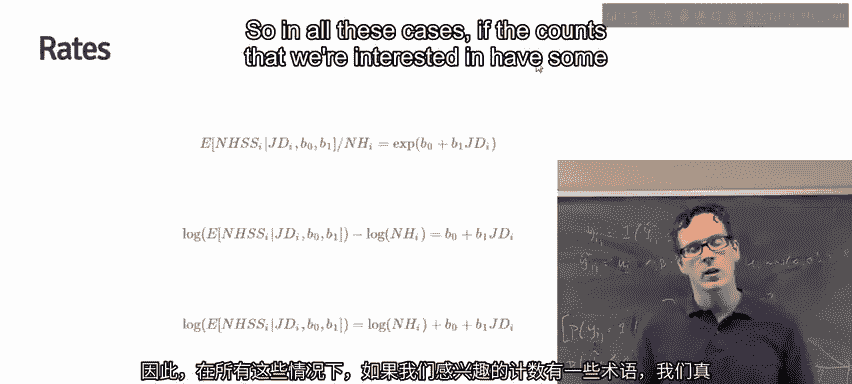 So in all these cases, if the counts
Rates
that we're interested in have some
E[NHSS_i|JD_i, b_0, b_1]/NH_i = exp(b_0 + b_1JD_i)
log(E[NHSS_i|JD_i, b_0, b_1]) − log(NH_i) = b_0 + b_1JD_i
log(E[NHSS_i|JD_i, b_0, b_1]) = log(NH_i) + b_0 + b_1JD_i
因此，在所有这些情况下，如果我们感兴趣的计数有一些术语，我们真